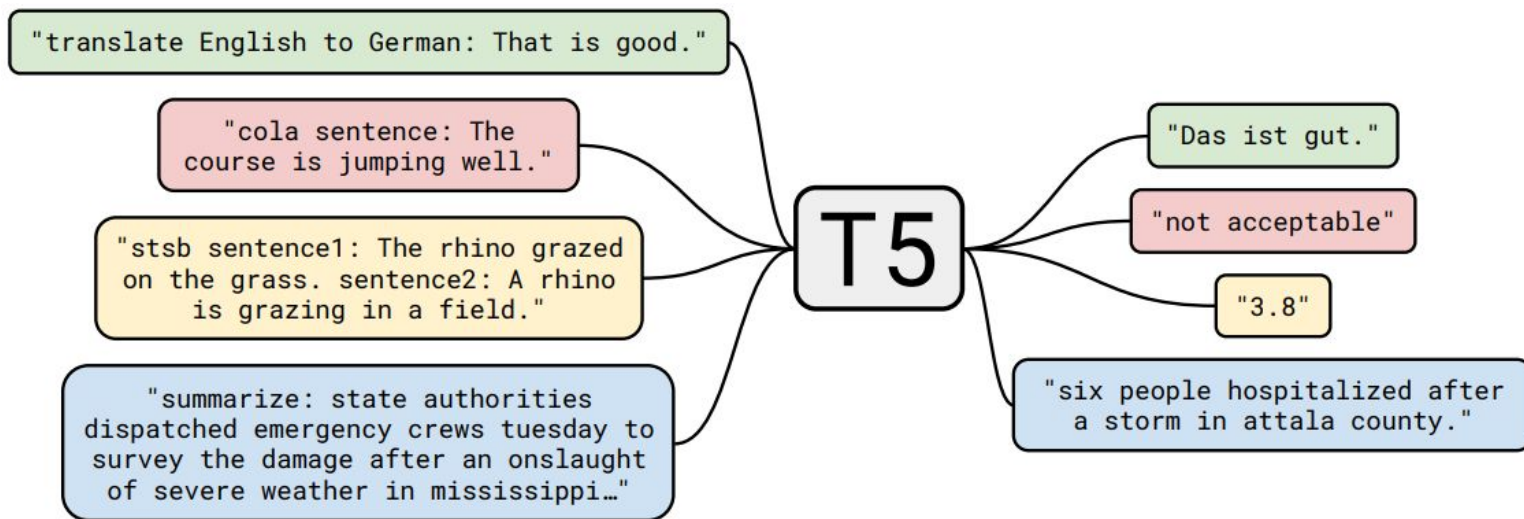 "translate English to German: That is good."
"cola sentence: The
course is jumping well."
"stsb sentence1: The rhino grazed
on the grass. sentence2: A rhino
is grazing in a field."
"summarize: state authorities
dispatched emergency crews tuesday to
survey the damage after an onslaught
of severe weather in mississippi…"
T5
"Das ist gut."
"not acceptable"
"3.8"
"six people hospitalized after
a storm in attala county."